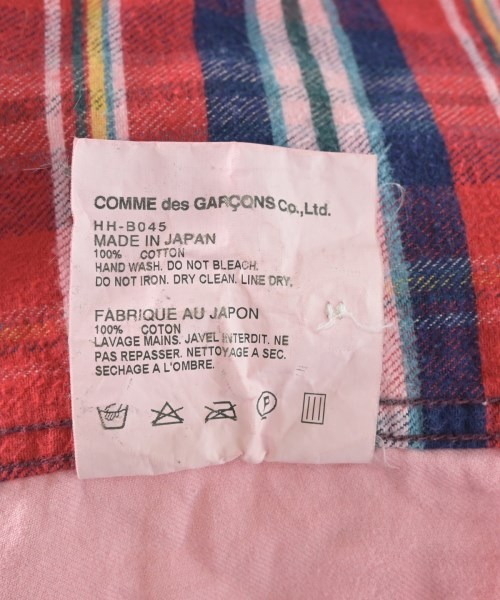 COMME des GARÇONS Co.,Ltd.
HH-B045
MADE IN JAPAN
100% COTTON
HAND WASH. DO NOT BLEACH.
DO NOT IRON. DRY CLEAN. LINE DRY.
FABRIQUE AU JAPON
100% COTON
LAVAGE MAINS. JAVEL INTERDIT. NE
PAS REPASSER. NETTOYAGE A SEC.
SECHAGE A L'OMBRE.
P